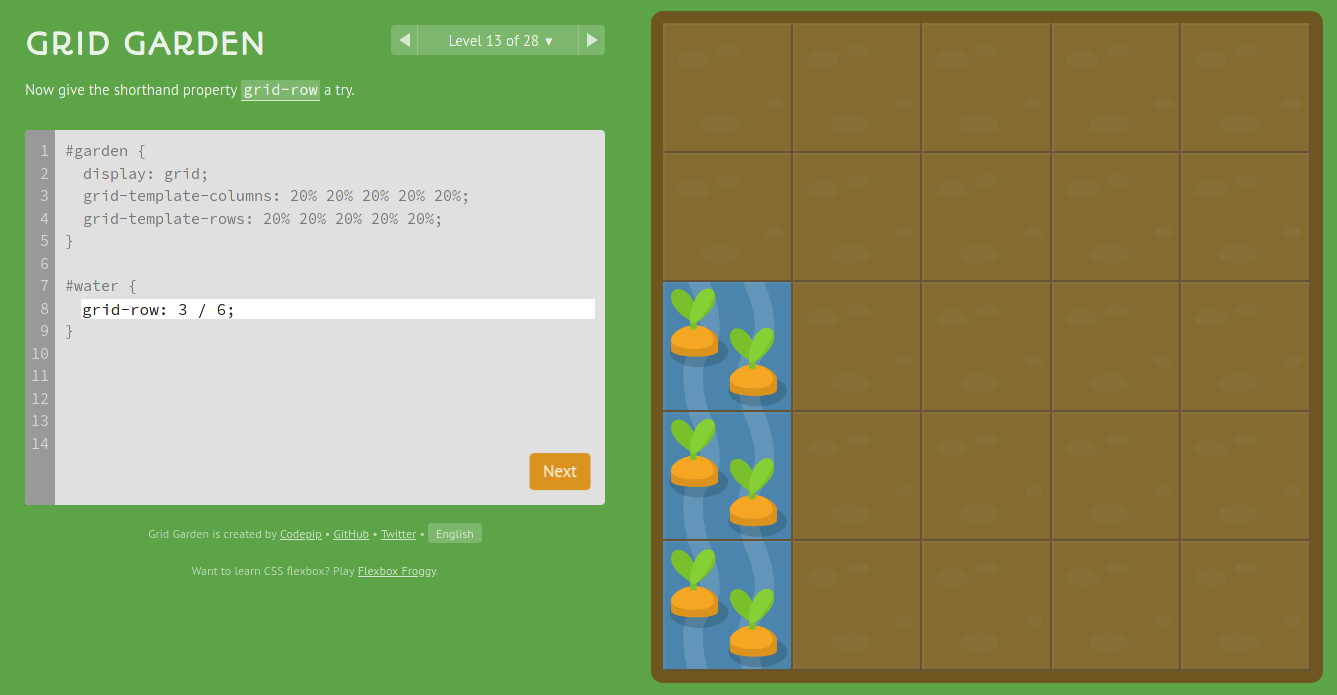 GRID GARDEN
◀ Level 13 of 28 ▼ ▶
Now give the shorthand property grid-row a try.
1 #garden {
2 display: grid;
3 grid-template-columns: 20% 20% 20% 20% 20%;
4 grid-template-rows: 20% 20% 20% 20% 20%;
5 }
6
7 #water {
8 grid-row: 3 / 6;
9 }
10
11
12
13
14
Next
Grid Garden is created by Codepip • GitHub • Twitter • English
Want to learn CSS flexbox? Play Flexbox Froggy.